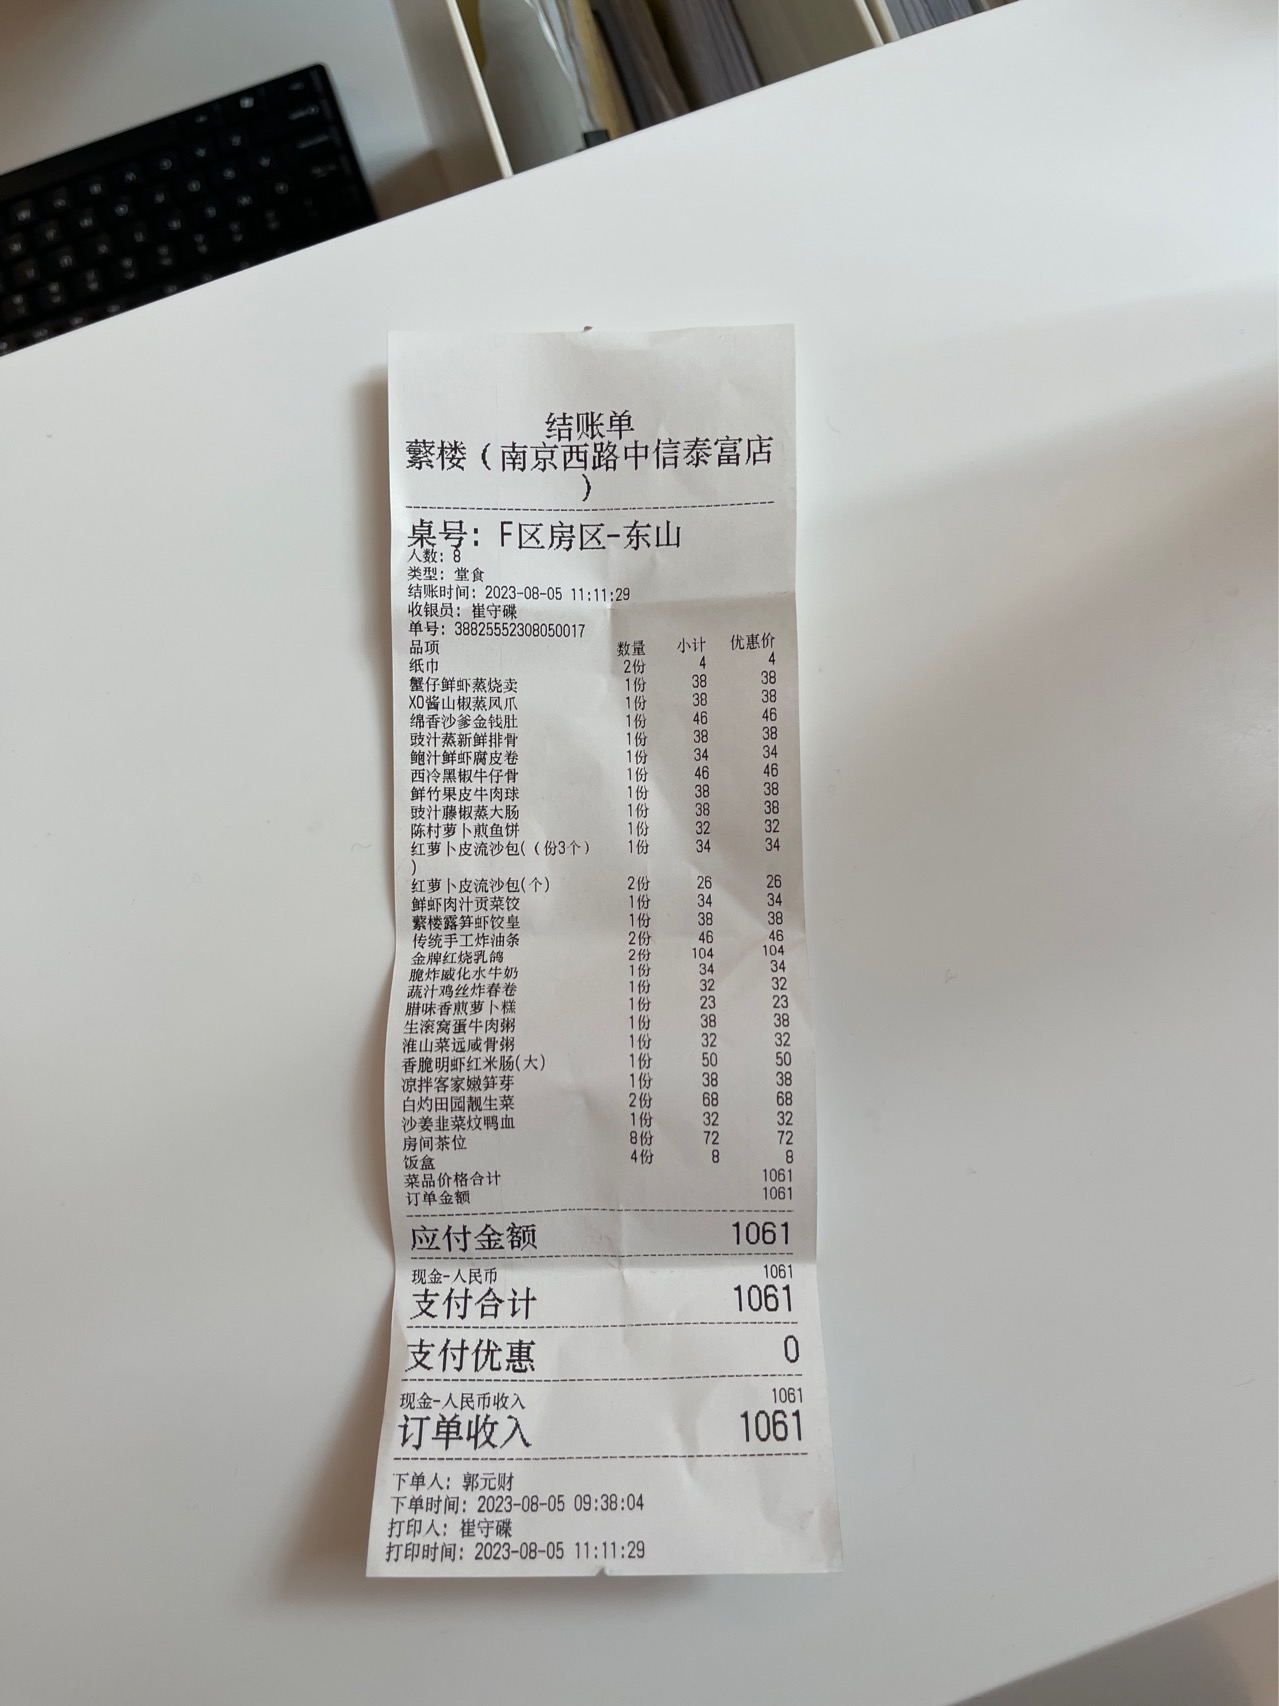 结账单
蘩楼（南京西路中信泰富店
）
桌号: F区房区-东山
人数: 8
类型: 堂食
结账时间: 2023-08-05 11:11:29
收银员: 崔守碟
单号: 38825552308050017
品项 数量 小计 优惠价
纸巾 2份 4 4
蟹仔鲜虾蒸烧卖 1份 38 38
XO酱山椒蒸凤爪 1份 38 38
绵香沙爹金钱肚 1份 46 46
豉汁蒸新鲜排骨 1份 38 38
鲍汁鲜虾腐皮卷 1份 34 34
西冷黑椒牛仔骨 1份 46 46
鲜竹果皮牛肉球 1份 38 38
豉汁藤椒蒸大肠 1份 38 38
陈村萝卜煎鱼饼 1份 32 32
红萝卜皮流沙包(（份3个） 1份 34 34
)
红萝卜皮流沙包(个) 2份 26 26
鲜虾肉汁贡菜饺 1份 34 34
蘩楼露笋虾饺皇 1份 38 38
传统手工炸油条 2份 46 46
金牌红烧乳鸽 2份 104 104
脆炸威化水牛奶 1份 34 34
蔬汁鸡丝炸春卷 1份 32 32
腊味香煎萝卜糕 1份 23 23
生滚窝蛋牛肉粥 1份 38 38
淮山菜远咸骨粥 1份 32 32
香脆明虾红米肠(大) 1份 50 50
凉拌客家嫩笋芽 1份 38 38
白灼田园靓生菜 2份 68 68
沙姜韭菜炆鸭血 1份 32 32
房间茶位 8份 72 72
饭盒 4份 8 8
菜品价格合计 1061
订单金额 1061
应付金额 1061
现金-人民币 1061
支付合计 1061
支付优惠 0
现金-人民币收入 1061
订单收入 1061
下单人: 郭元财
下单时间: 2023-08-05 09:38:04
打印人: 崔守碟
打印时间: 2023-08-05 11:11:29